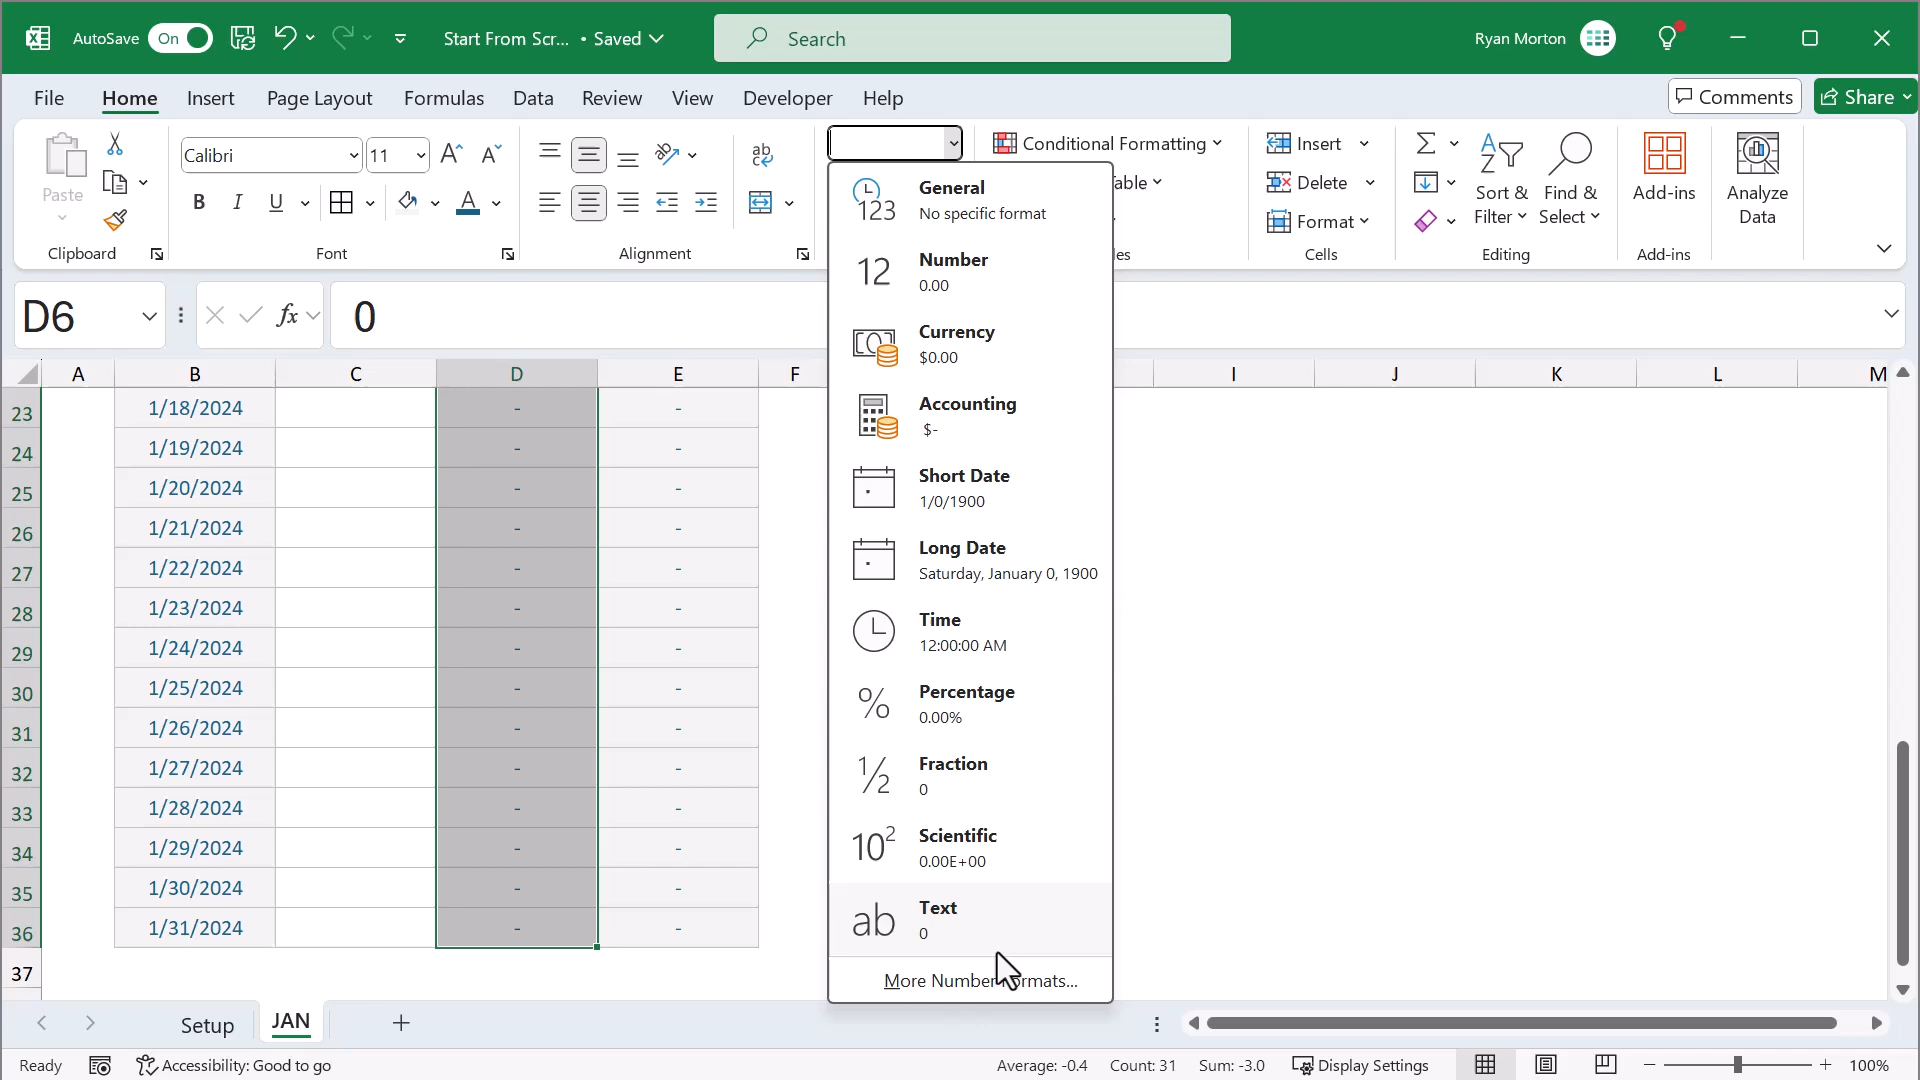 AutoSave On Start From Scr... • Saved Search Ryan Morton
File Home Insert Page Layout Formulas Data Review View Developer Help Comments Share
Paste
Clipboard
Calibri 11
B I U A
Font
ab
Alignment
Conditional Formatting
able
les
Insert
Delete
Format
Cells
Sort &
Filter
Find &
Select
Editing
Add-ins
Add-ins
Analyze
Data
D6 fx 0
General
123 No specific format
12 Number
0.00
Currency
$0.00
Accounting
$-
Short Date
1/0/1900
Long Date
Saturday, January 0, 1900
Time
12:00:00 AM
% Percentage
0.00%
1/2 Fraction
0
10² Scientific
0.00E+00
ab Text
0
More Number Formats...
A B C D E F I J K L M
23 1/18/2024 - -
24 1/19/2024 - -
25 1/20/2024 - -
26 1/21/2024 - -
27 1/22/2024 - -
28 1/23/2024 - -
29 1/24/2024 - -
30 1/25/2024 - -
31 1/26/2024 - -
32 1/27/2024 - -
33 1/28/2024 - -
34 1/29/2024 - -
35 1/30/2024 - -
36 1/31/2024 - -
37
Setup JAN
Ready Accessibility: Good to go Average: -0.4 Count: 31 Sum: -3.0 Display Settings 100%